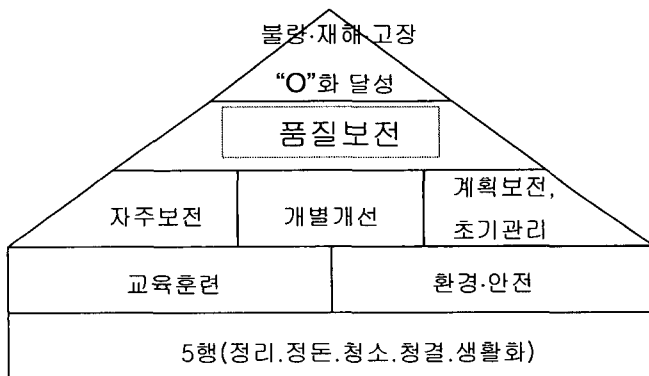 불량·재해·고장
“O”화 달성
품질보전
자주보전
개별개선
계획보전,
초기관리
교육훈련
환경·안전
5행(정리.정돈.청소.청결.생활화)